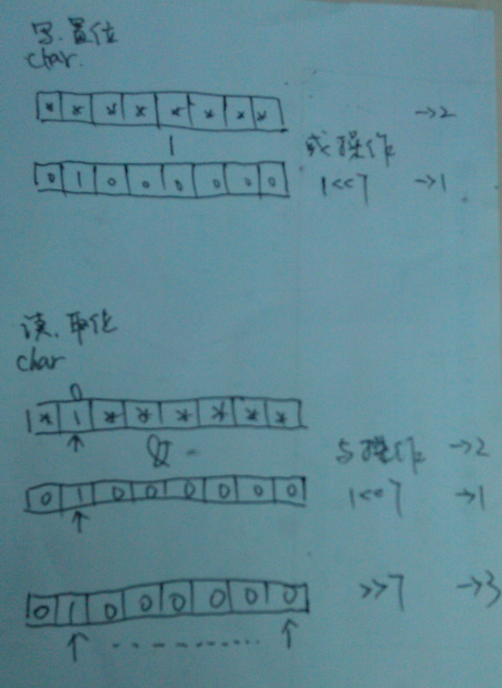 写.置位
char.
* * * * * * * * →2
| 或操作
0 1 0 0 0 0 0 0 1<<7 →1
读.取位
char
0
* 1 * * * * * *
↑ & 与操作 →2
0 1 0 0 0 0 0 0 1<<7 →1
↑
0 1 0 0 0 0 0 0 >>7 →3
↑ --------- ↑